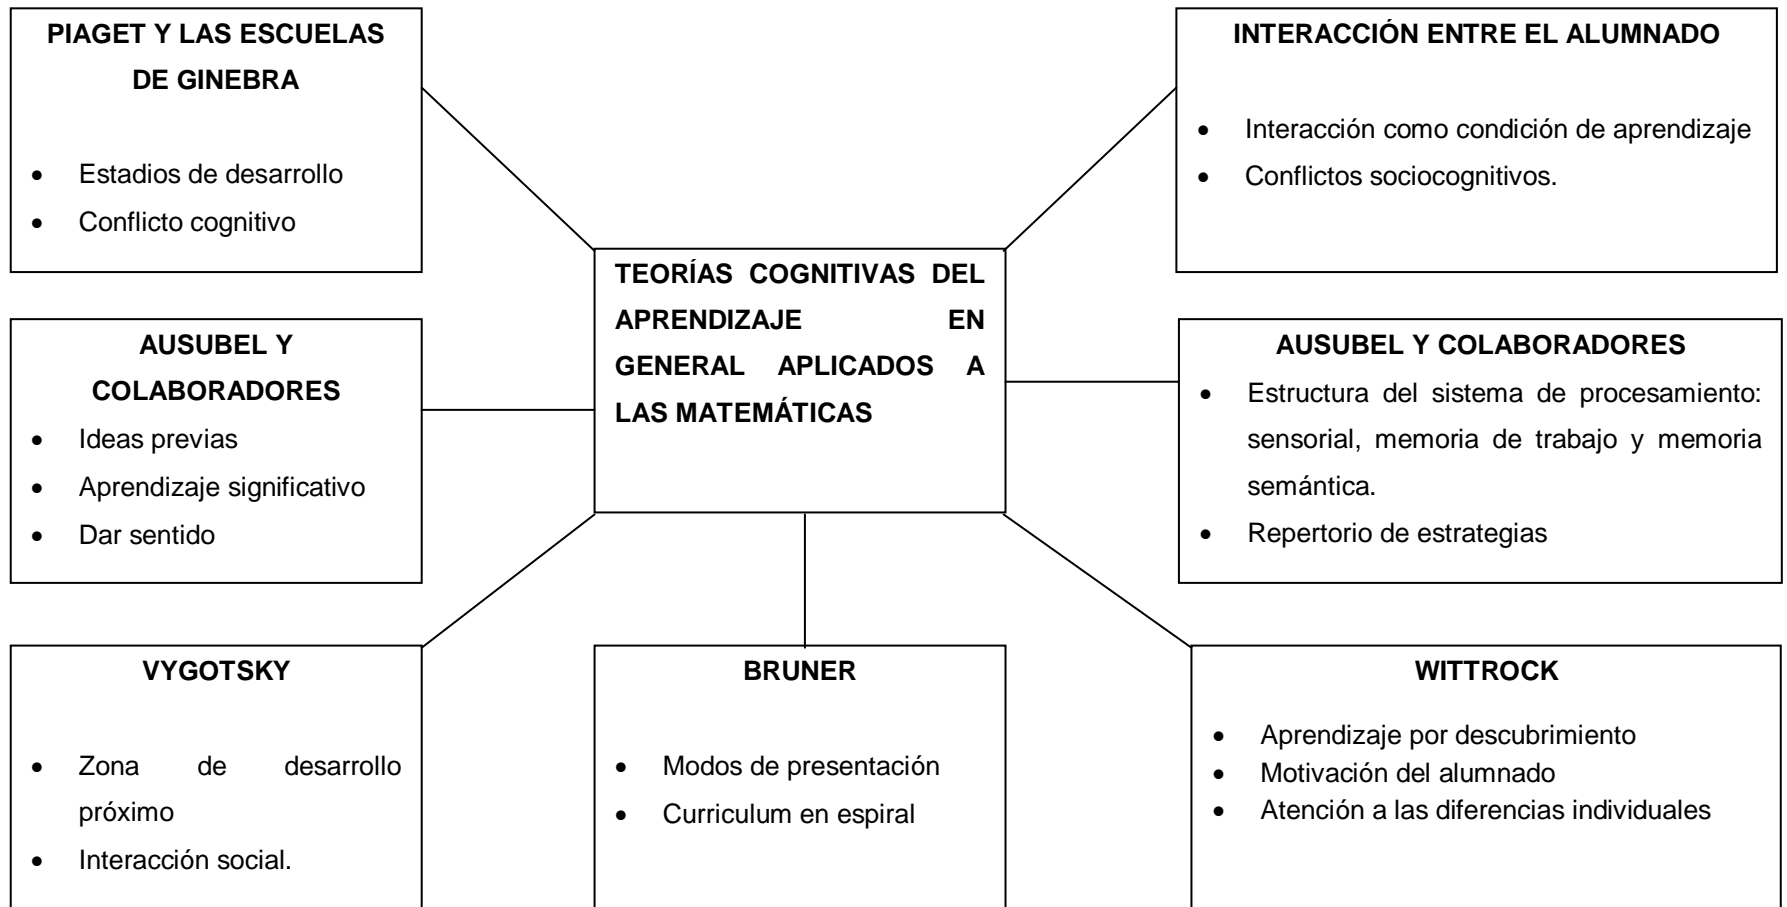 PIAGET Y LAS ESCUELAS
DE GINEBRA
• Estadios de desarrollo
• Conflicto cognitivo
INTERACCIÓN ENTRE EL ALUMNADO
• Interacción como condición de aprendizaje
• Conflictos sociocognitivos.
TEORÍAS COGNITIVAS DEL
APRENDIZAJE EN
GENERAL APLICADOS A
LAS MATEMÁTICAS
AUSUBEL Y
COLABORADORES
• Ideas previas
• Aprendizaje significativo
• Dar sentido
AUSUBEL Y COLABORADORES
• Estructura del sistema de procesamiento:
sensorial, memoria de trabajo y memoria
semántica.
• Repertorio de estrategias
VYGOTSKY
• Zona de desarrollo
próximo
• Interacción social.
BRUNER
• Modos de presentación
• Curriculum en espiral
WITTROCK
• Aprendizaje por descubrimiento
• Motivación del alumnado
• Atención a las diferencias individuales